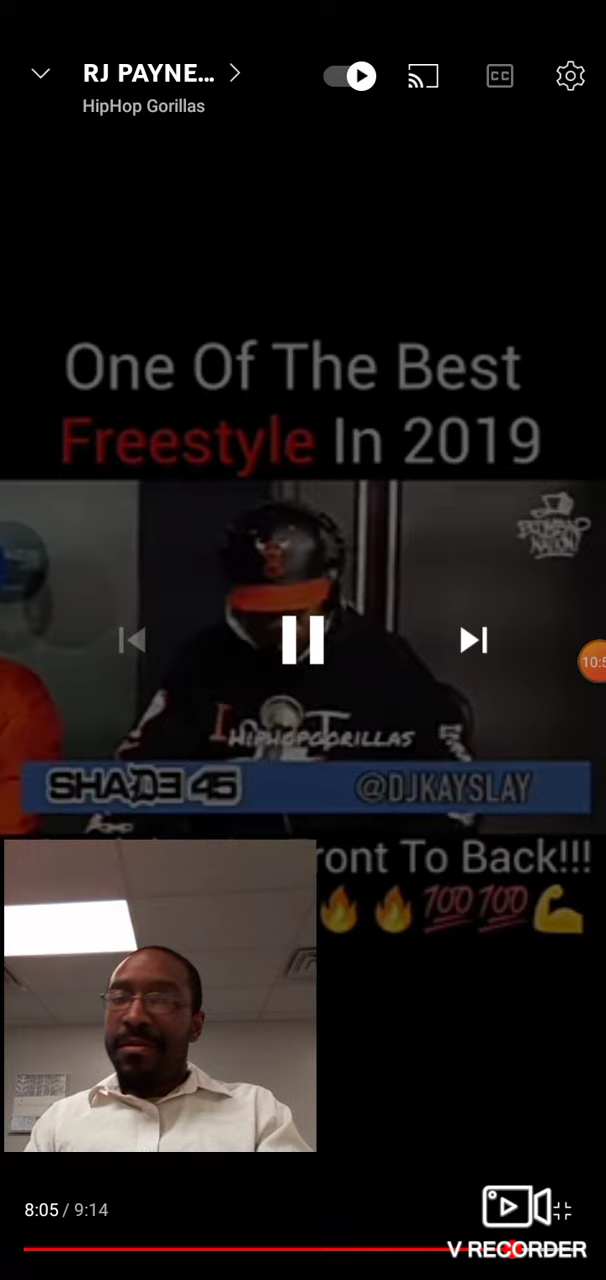 RJ PAYNE...
HipHop Gorillas
CC
One Of The Best
Freestyle In 2019
HIPHOPGORILLAS
SHADE 45 @DJKAYSLAY
ront To Back!!!
💯💯
8:05 / 9:14
V RECORDER